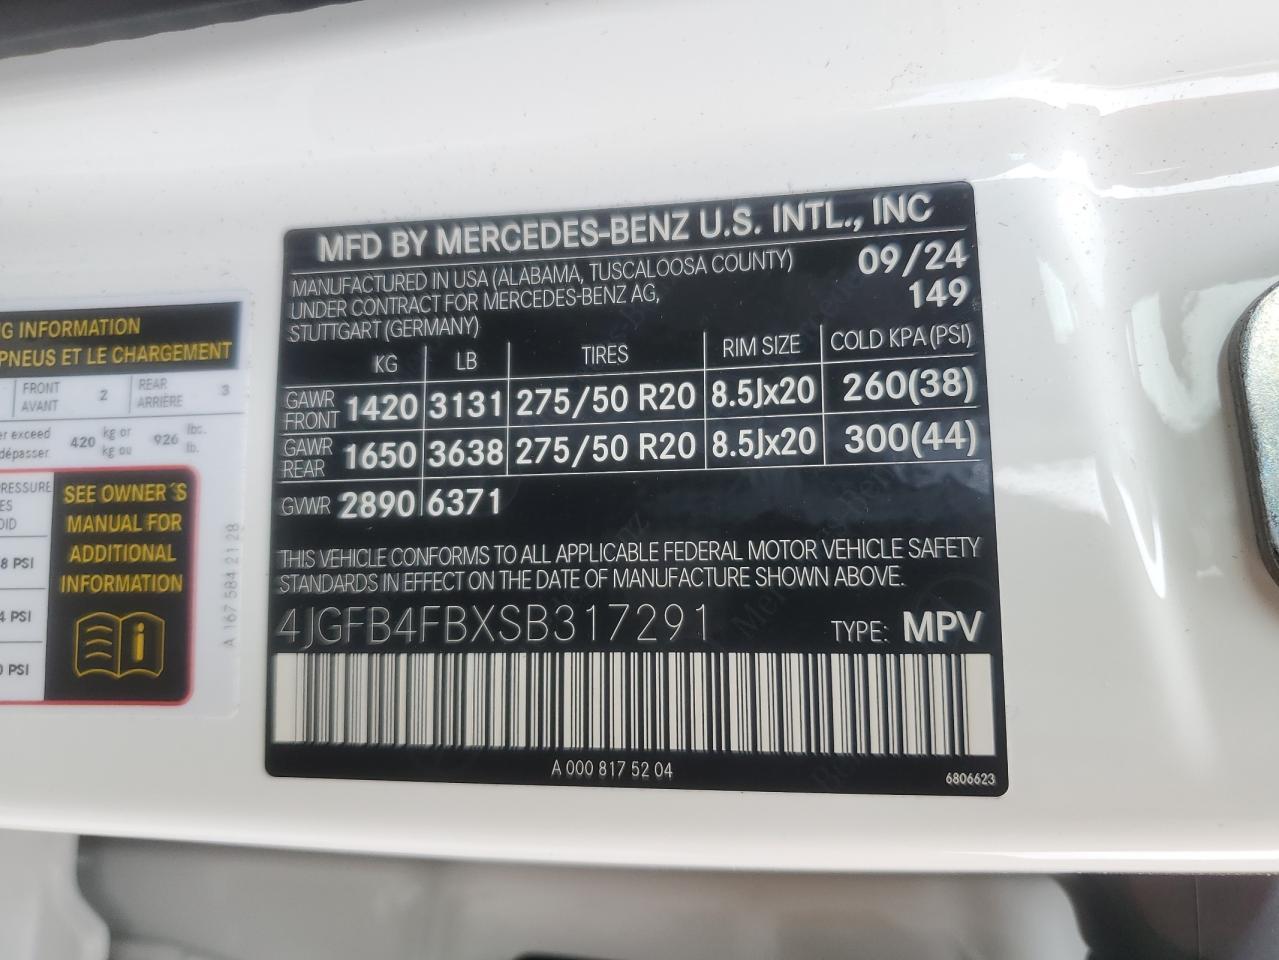 MFD BY MERCEDES-BENZ U.S. INTL., INC
MANUFACTURED IN USA (ALABAMA, TUSCALOOSA COUNTY) 09/24
UNDER CONTRACT FOR MERCEDES-BENZ AG, 149
STUTTGART (GERMANY)
KG LB TIRES RIM SIZE COLD KPA (PSI)
GAWR FRONT 1420 3131 275/50 R20 8.5Jx20 260(38)
GAWR REAR 1650 3638 275/50 R20 8.5Jx20 300(44)
GVWR 2890 6371
THIS VEHICLE CONFORMS TO ALL APPLICABLE FEDERAL MOTOR VEHICLE SAFETY
STANDARDS IN EFFECT ON THE DATE OF MANUFACTURE SHOWN ABOVE.
4JGFB4FBXSB317291 TYPE: MPV
A 000 817 52 04
6806623
INFORMATION
PNEUS ET LE CHARGEMENT
FRONT 2 REAR 3
AVANT ARRIÈRE
exceed 420 kg or 926 lbs.
dépasser kg ou lb.
SEE OWNER'S
MANUAL FOR
ADDITIONAL
INFORMATION
PSI
PSI
PSI
A 167 584 21 28